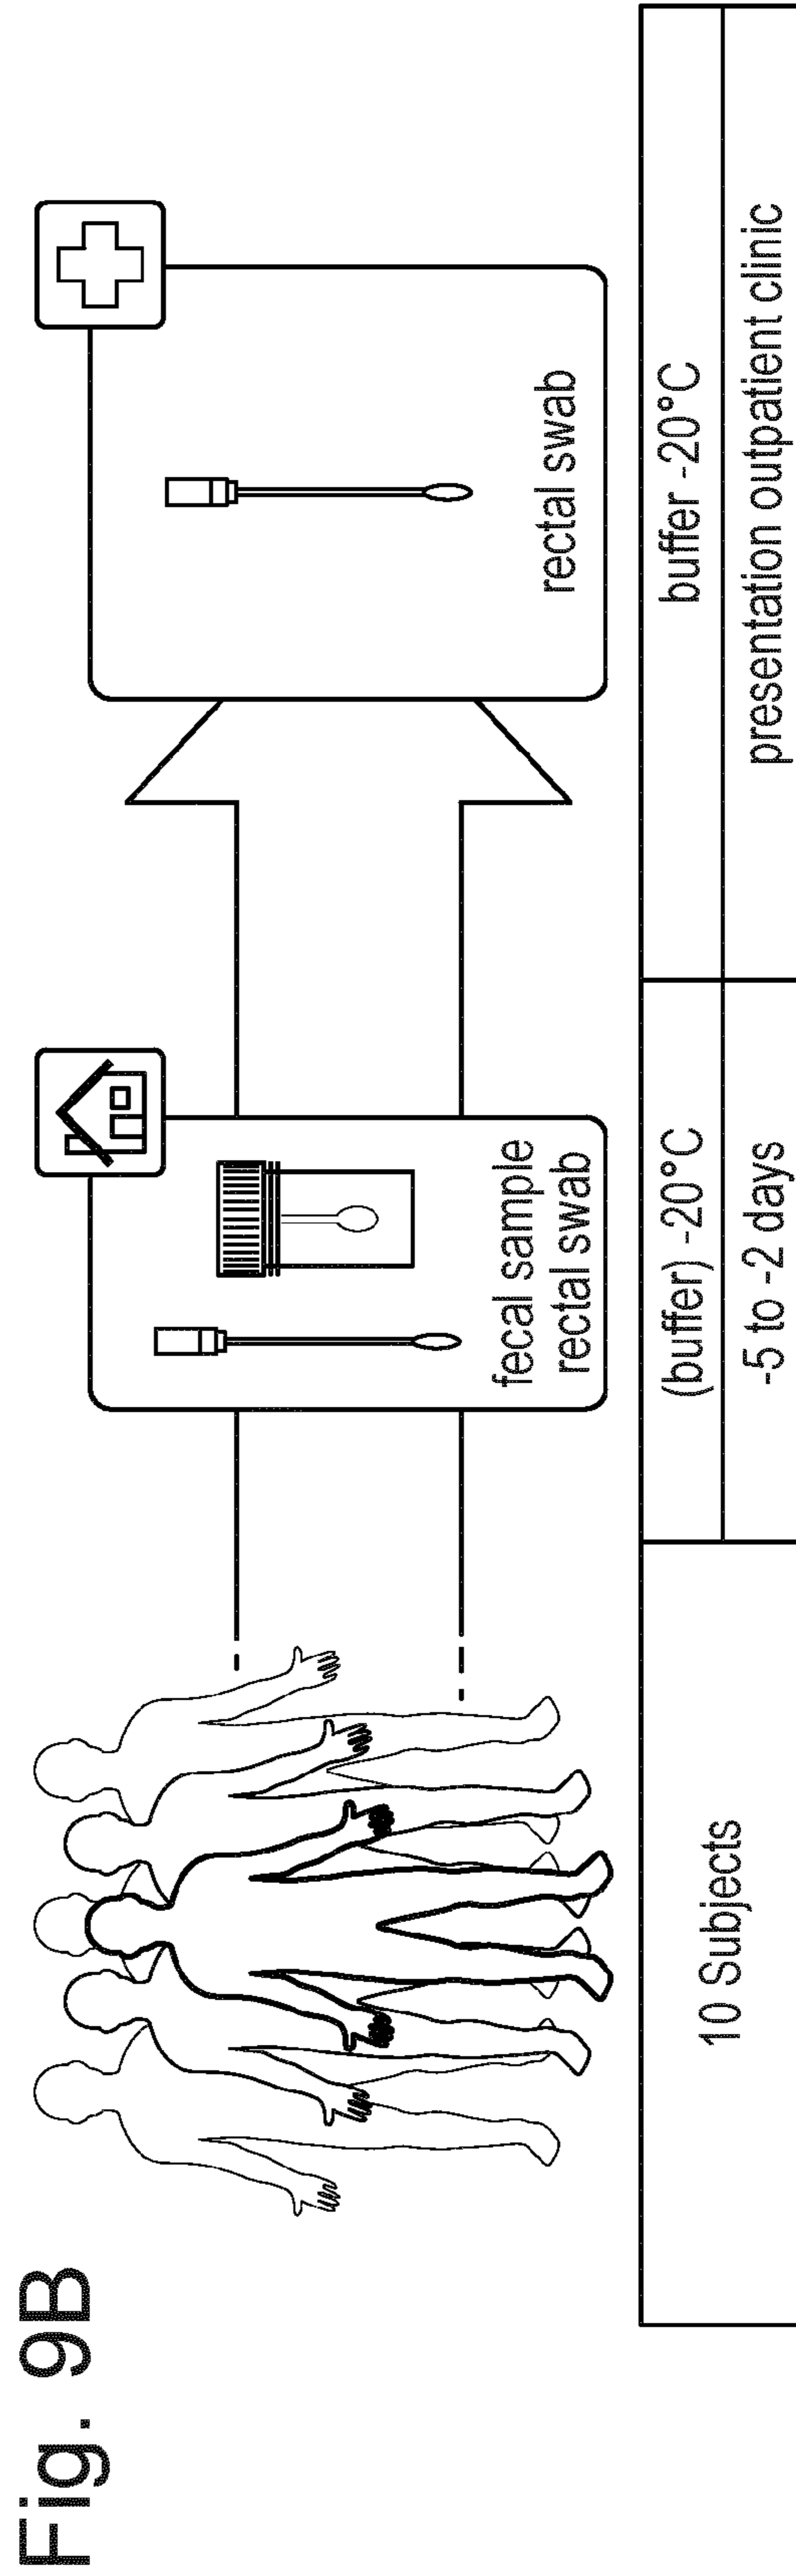 Fig. 9B
fecal sample
rectal swab
rectal swab
10 Subjects
(buffer) -20°C
buffer -20°C
-5 to -2 days
presentation outpatient clinic